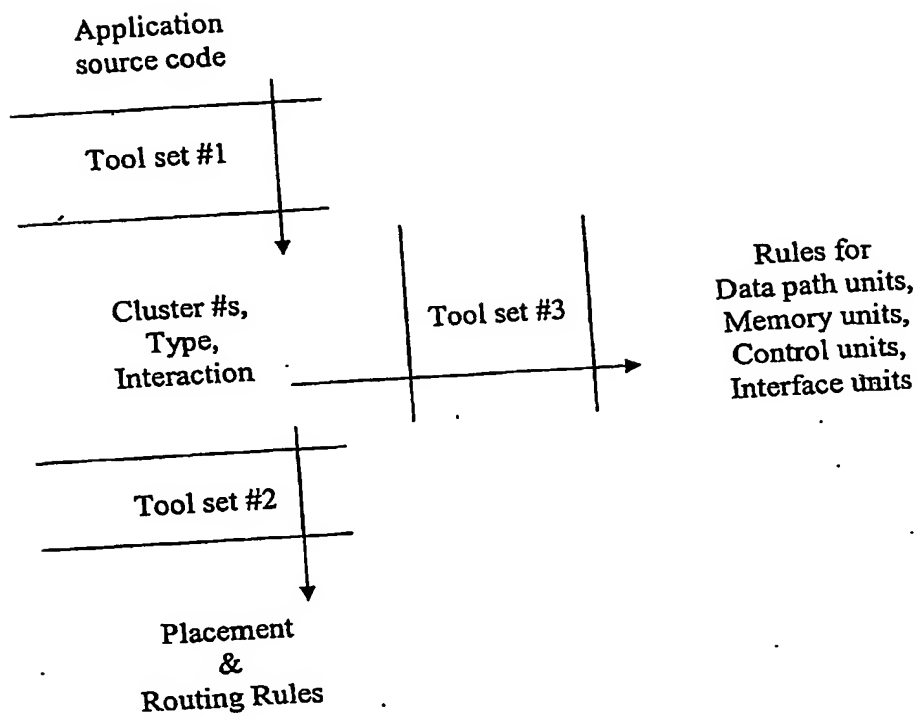 Application
source code
Tool set #1
Cluster #s,
Type,
Interaction
Tool set #3
Rules for
Data path units,
Memory units,
Control units,
Interface units
Tool set #2
Placement
&
Routing Rules